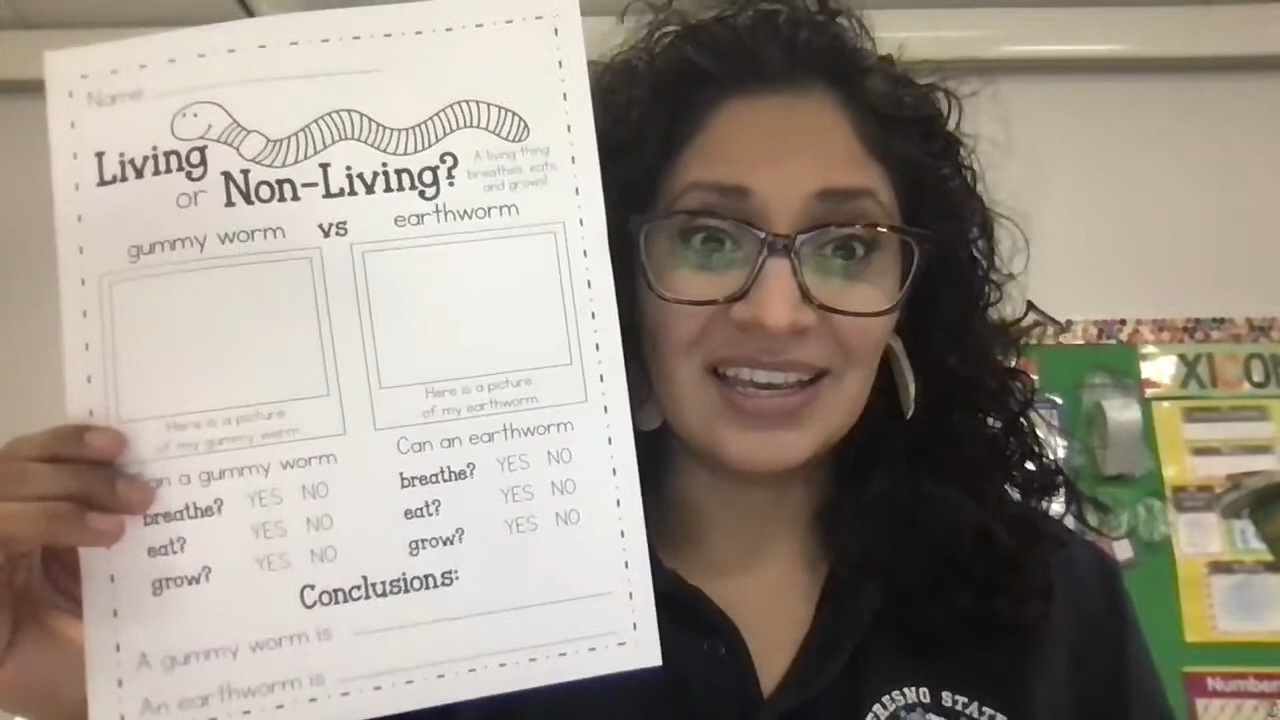 Name
Living
or Non-Living?
A living thing
breathes, eats,
and grows!
gummy worm vs earthworm
Here is a picture
of my gummy worm.
Here is a picture
of my earthworm.
an a gummy worm
breathe? YES NO
eat? YES NO
grow? YES NO
Can an earthworm
breathe? YES NO
eat? YES NO
grow? YES NO
Conclusions:
A gummy worm is
An earthworm is
FRESNO STATE
XICO
Number